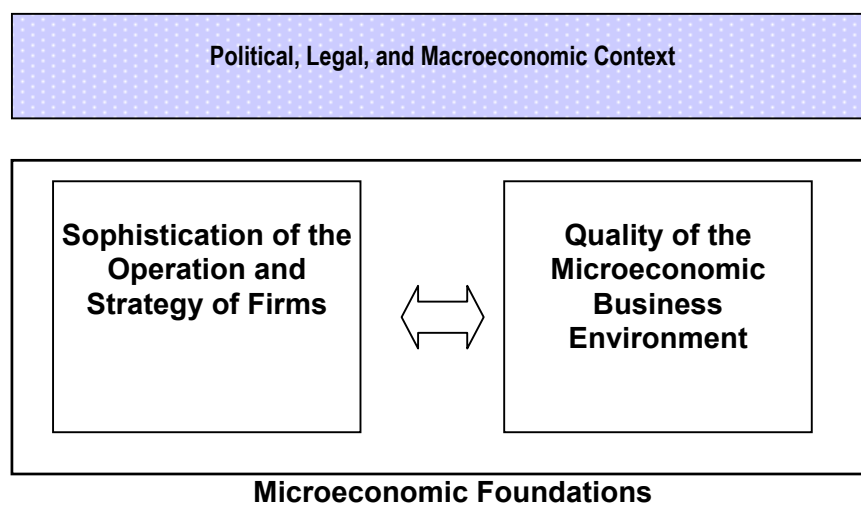 Political, Legal, and Macroeconomic Context
Sophistication of the
Operation and
Strategy of Firms
Quality of the
Microeconomic
Business
Environment
Microeconomic Foundations